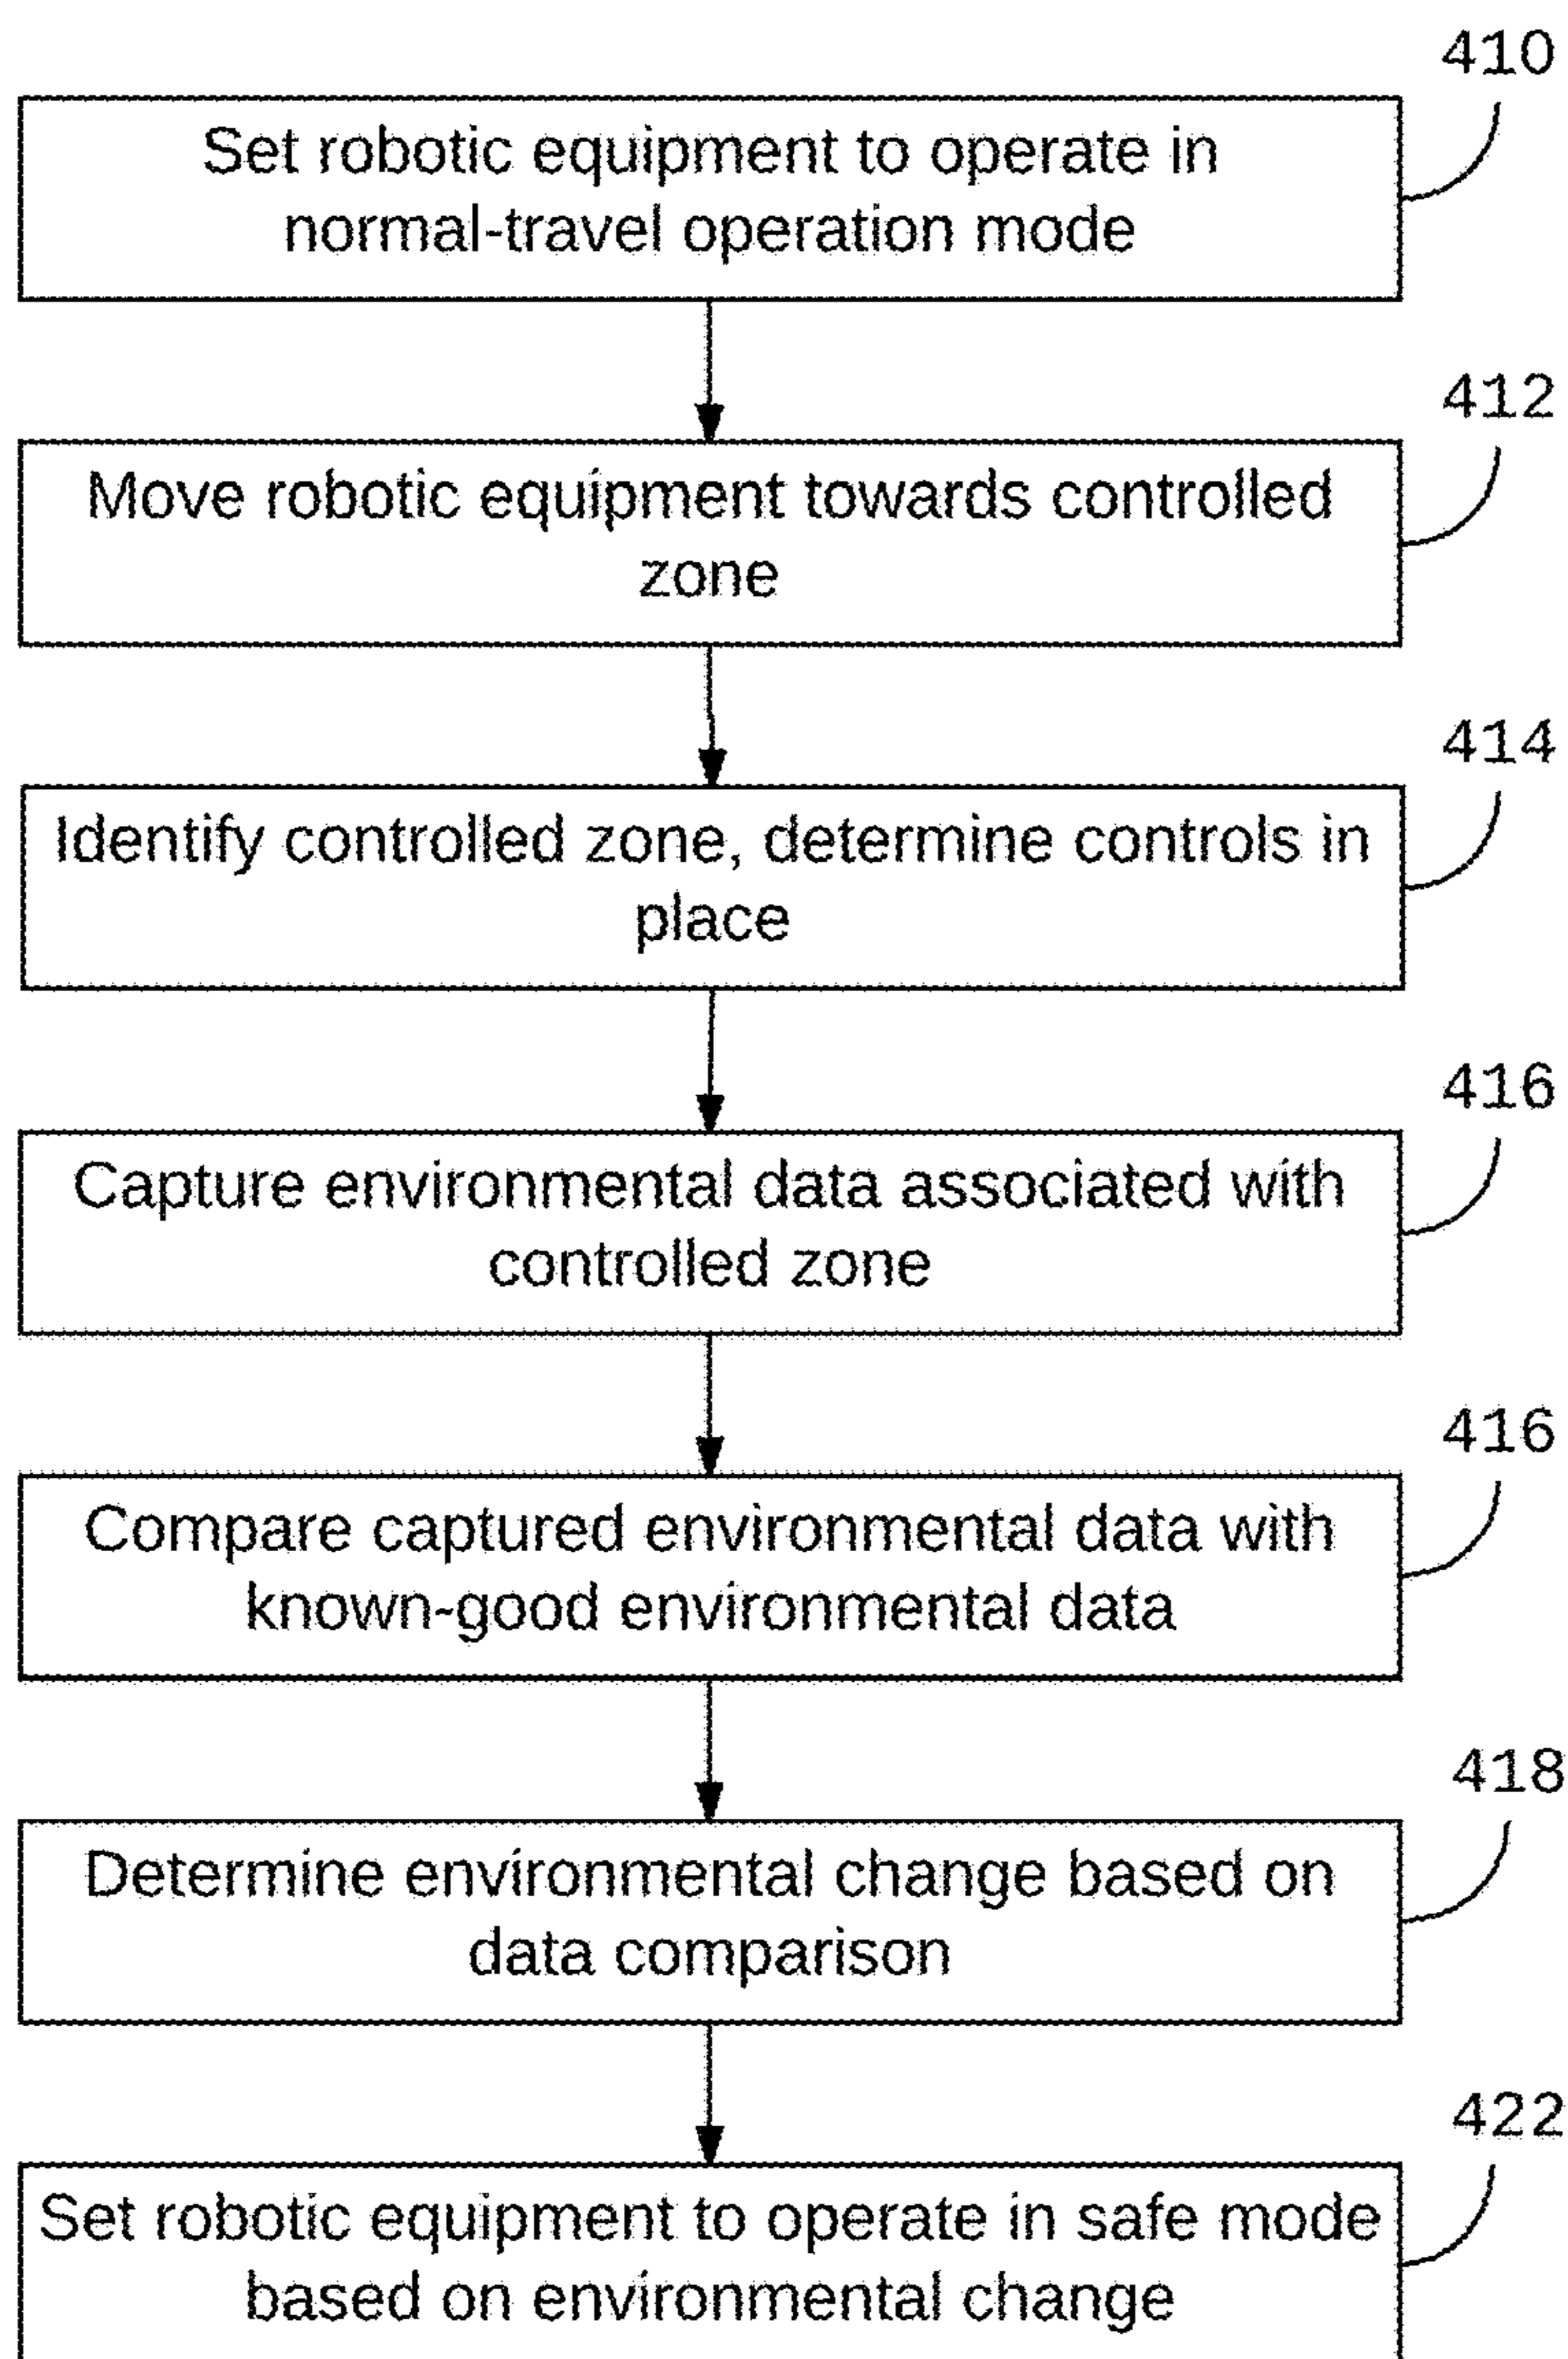 410
Set robotic equipment to operate in
normal-travel operation mode
412
Move robotic equipment towards controlled
zone
414
Identify controlled zone, determine controls in
place
416
Capture environmental data associated with
controlled zone
416
Compare captured environmental data with
known-good environmental data
418
Determine environmental change based on
data comparison
422
Set robotic equipment to operate in safe mode
based on environmental change